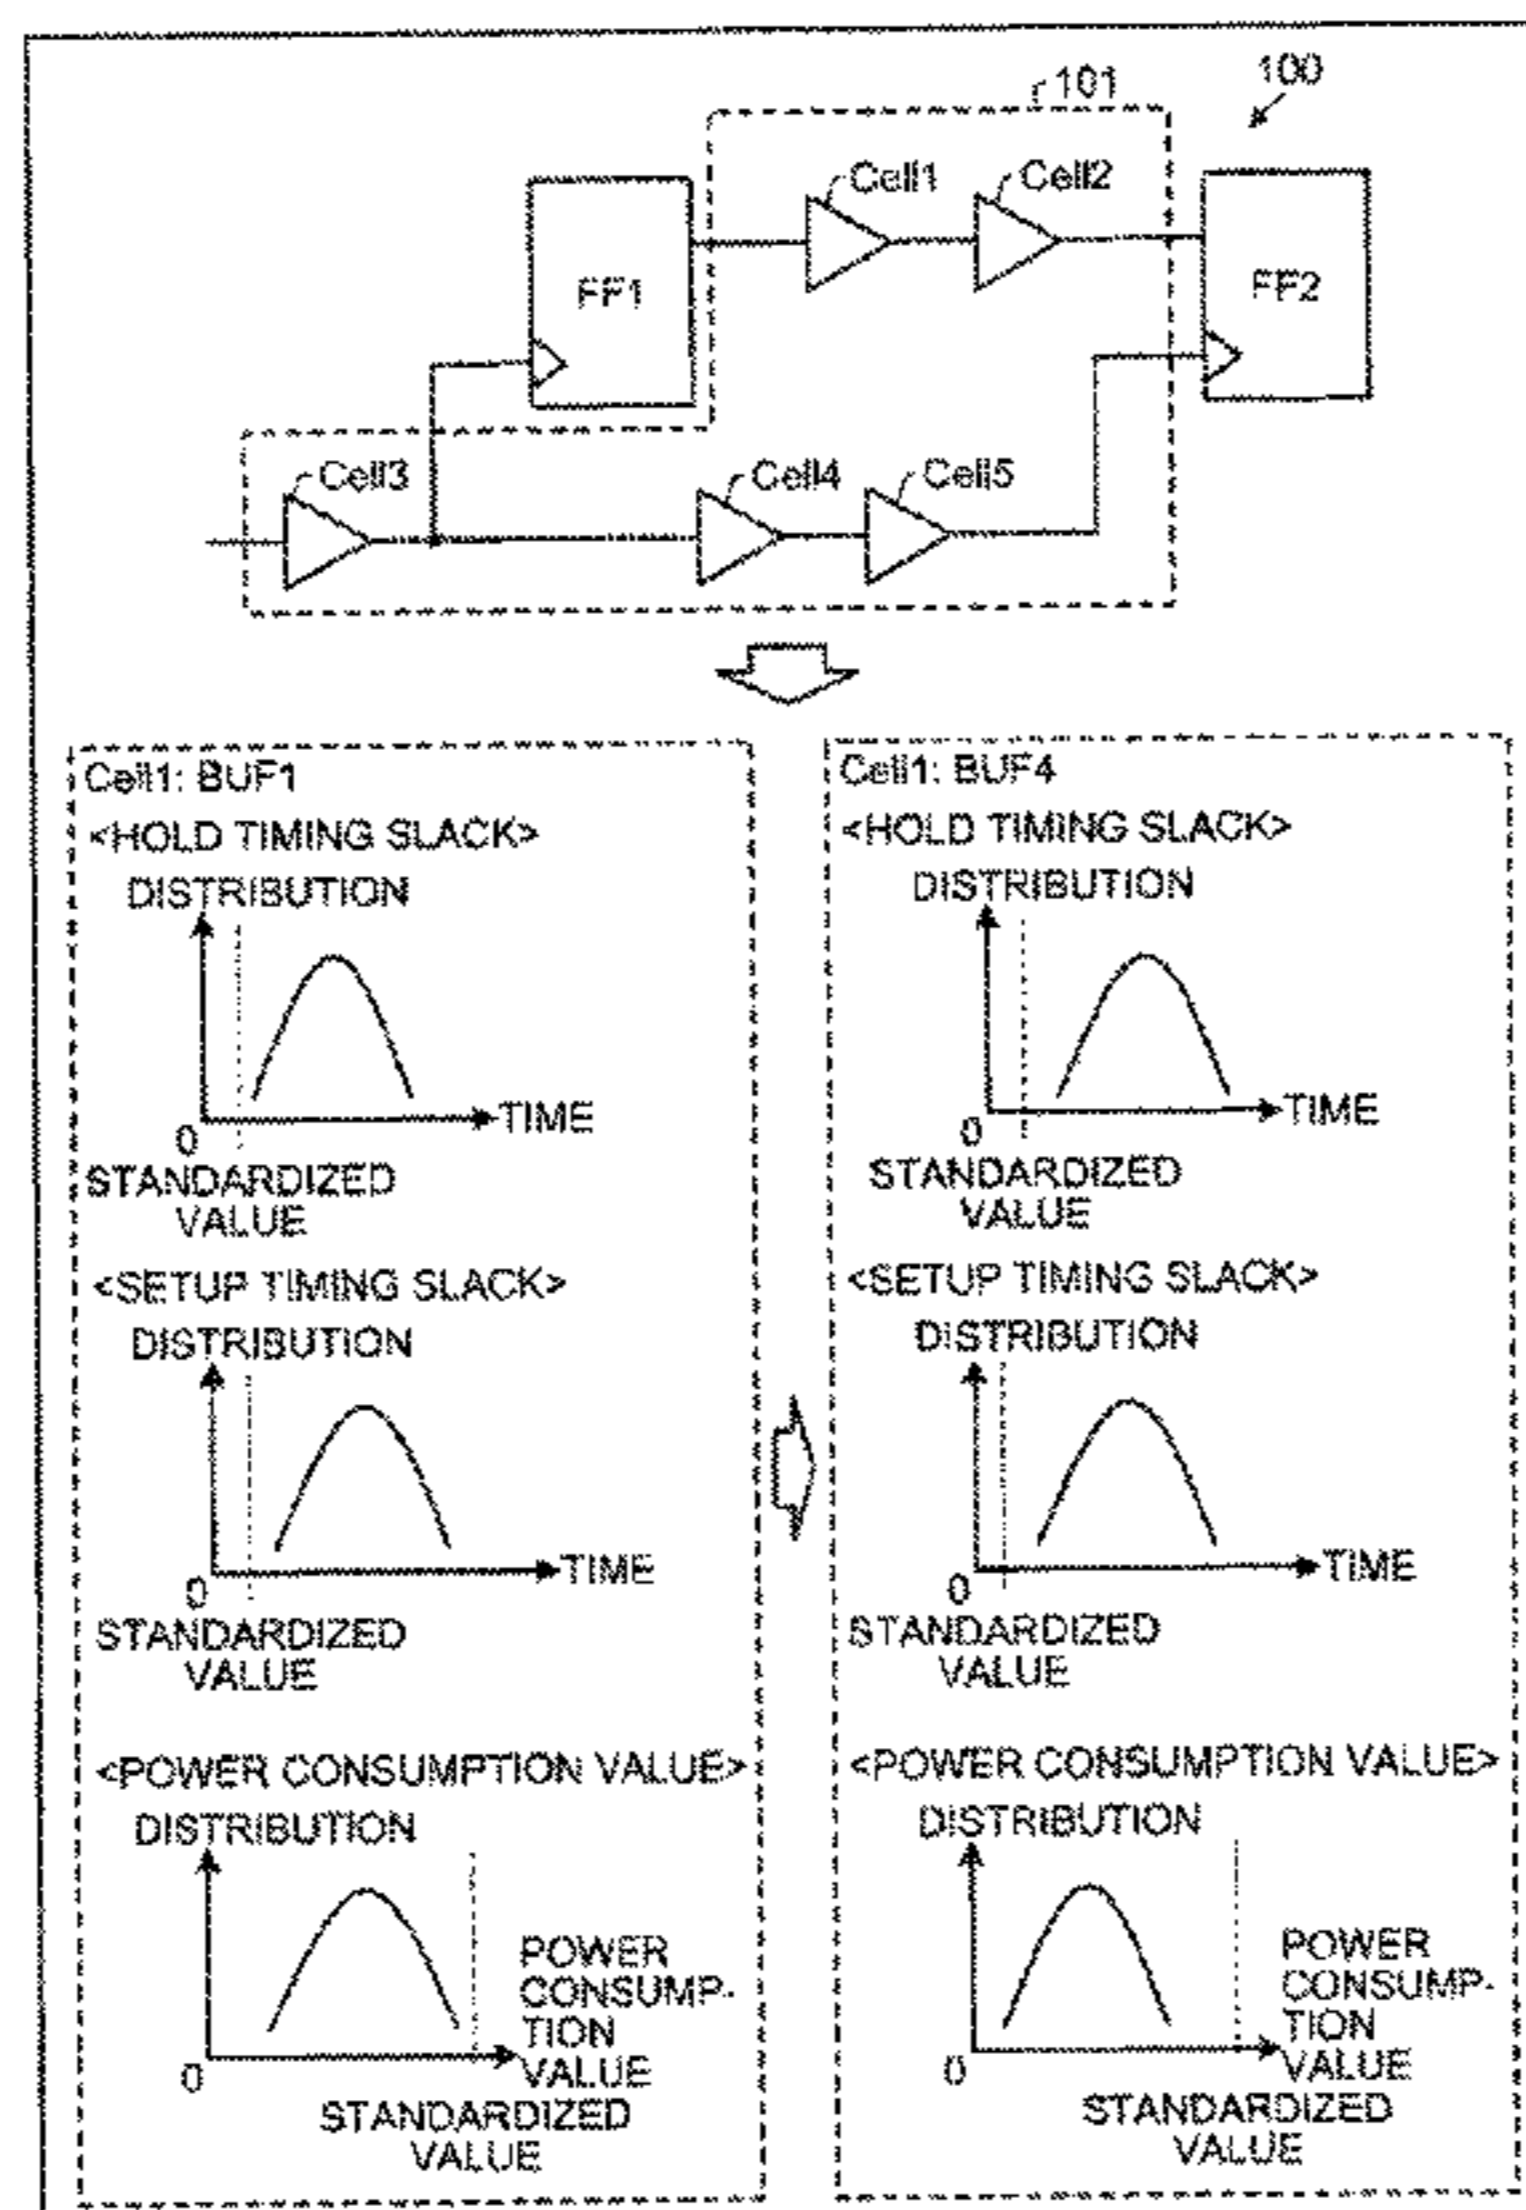 100
101
Cell1
Cell2
FF1
FF2
Cell3
Cell4
Cell5
Cell1: BUF1
<HOLD TIMING SLACK>
DISTRIBUTION
TIME
0
STANDARDIZED
VALUE
<SETUP TIMING SLACK>
DISTRIBUTION
TIME
0
STANDARDIZED
VALUE
<POWER CONSUMPTION VALUE>
DISTRIBUTION
POWER
CONSUMP-
TION
VALUE
0
STANDARDIZED
VALUE
Cell1: BUF4
<HOLD TIMING SLACK>
DISTRIBUTION
TIME
0
STANDARDIZED
VALUE
<SETUP TIMING SLACK>
DISTRIBUTION
TIME
0
STANDARDIZED
VALUE
<POWER CONSUMPTION VALUE>
DISTRIBUTION
POWER
CONSUMP-
TION
VALUE
0
STANDARDIZED
VALUE